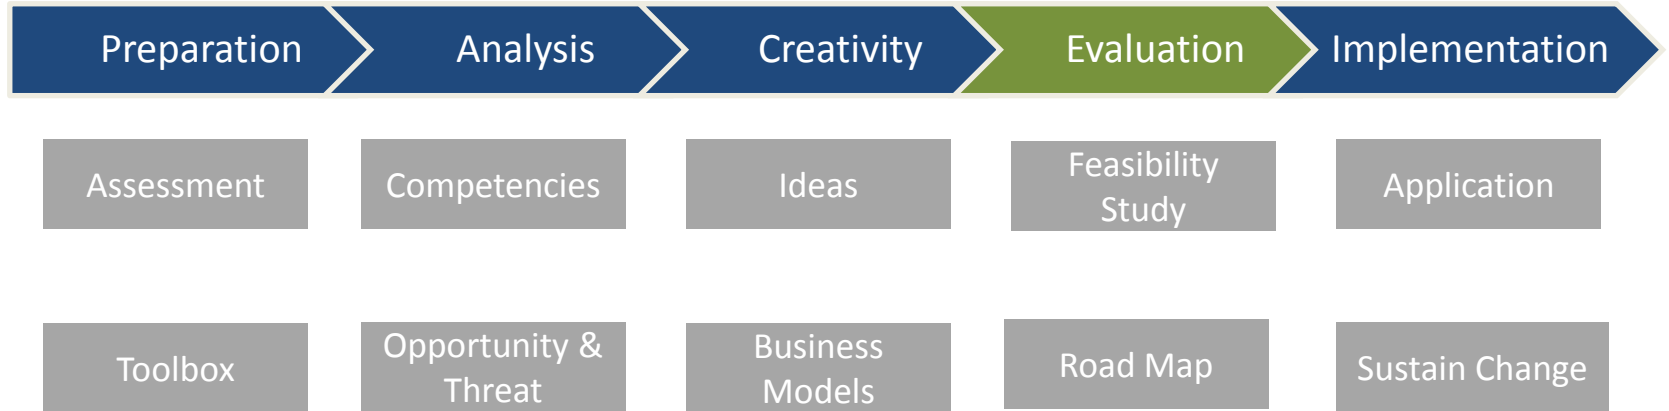 Preparation
Analysis
Creativity
Evaluation
Implementation
Assessment
Competencies
Ideas
Feasibility
Study
Application
Toolbox
Opportunity &
Threat
Business
Models
Road Map
Sustain Change